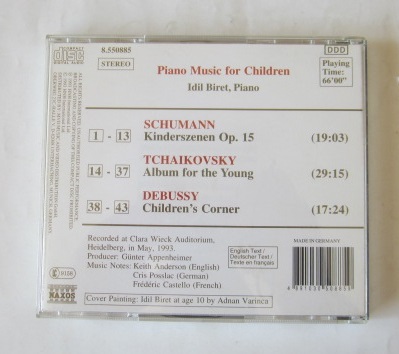 8.550885
COMPACT
disc
DIGITAL AUDIO
STEREO
DDD
Playing
Time:
66'00"
Piano Music for Children
Idil Biret, Piano
SCHUMANN
1 - 13 Kinderszenen Op. 15 (19:03)
TCHAIKOVSKY
14 - 37 Album for the Young (29:15)
DEBUSSY
38 - 43 Children's Corner (17:24)
Recorded at Clara Wieck Auditorium,
Heidelberg, in May, 1993.
Producer: Günter Appenheimer
Music Notes: Keith Anderson (English)
Cris Posslac (German)
Frédéric Castello (French)
English Text /
Deutscher Text /
Texte en français
MADE IN GERMANY
NAXOS
Cover Painting: Idil Biret at age 10 by Adnan Varinca